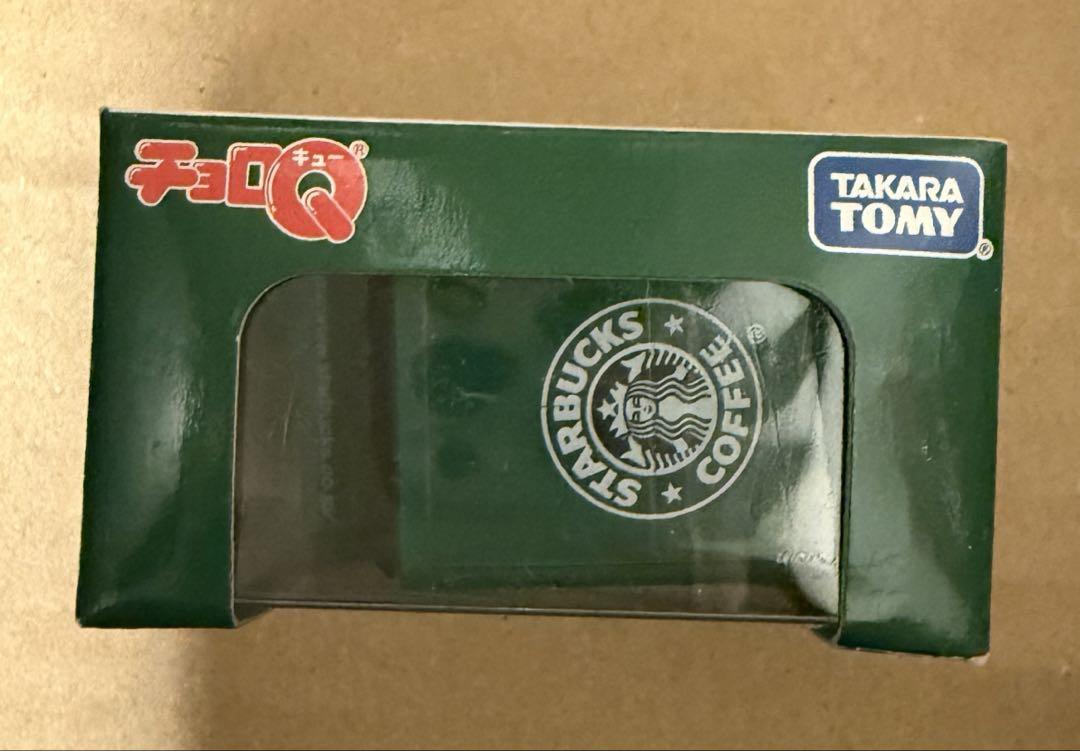 チョロQ
キュー
®
TAKARA
TOMY
®
STARBUCKS
COFFEE
®